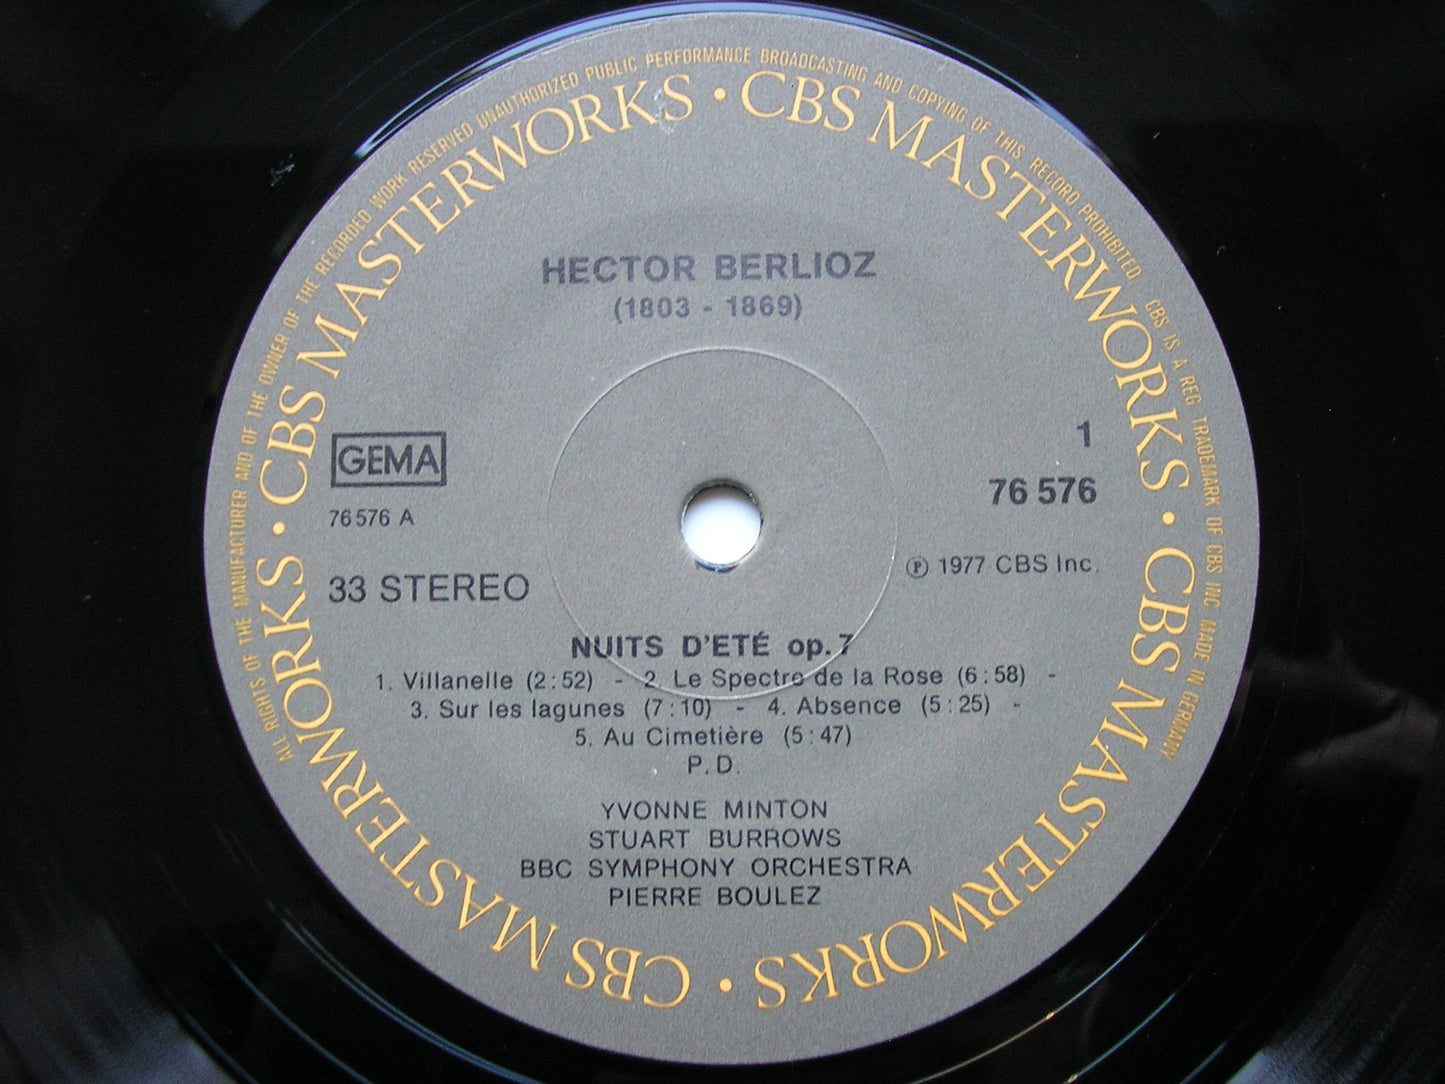 ALL RIGHTS OF THE MANUFACTURER AND OF THE OWNER OF THE RECORDED WORK RESERVED UNAUTHORIZED PUBLIC PERFORMANCE BROADCASTING AND COPYING OF THIS RECORD PROHIBITED CBS IS A REG TRADEMARK OF CBS INC MADE IN GERMANY
CBS MASTERWORKS · CBS MASTERWORKS · CBS MASTERWORKS · CBS MASTERWORKS ·
HECTOR BERLIOZ
(1803 - 1869)
GEMA
76 576 A
33 STEREO
1
76 576
℗ 1977 CBS Inc.
NUITS D'ETÉ op. 7
1. Villanelle (2:52) - 2. Le Spectre de la Rose (6:58) -
3. Sur les lagunes (7:10) - 4. Absence (5:25) -
5. Au Cimetière (5:47)
P.D.
YVONNE MINTON
STUART BURROWS
BBC SYMPHONY ORCHESTRA
PIERRE BOULEZ